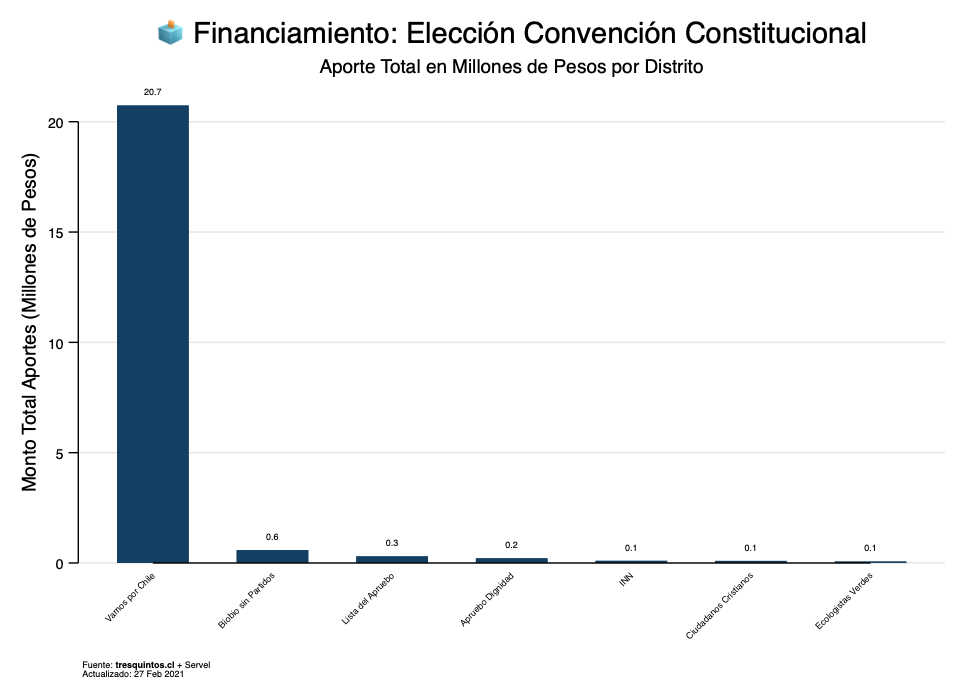 Financiamiento: Elección Convención Constitucional
Aporte Total en Millones de Pesos por Distrito
Monto Total Aportes (Millones de Pesos)
20
15
10
5
0
20.7
0.6
0.3
0.2
0.1
0.1
0.1
Vamos por Chile
Biobio sin Partidos
Lista del Apruebo
Apruebo Dignidad
INN
Ciudadanos Cristianos
Ecologistas Verdes
Fuente: tresquintos.cl + Servel
Actualizado: 27 Feb 2021